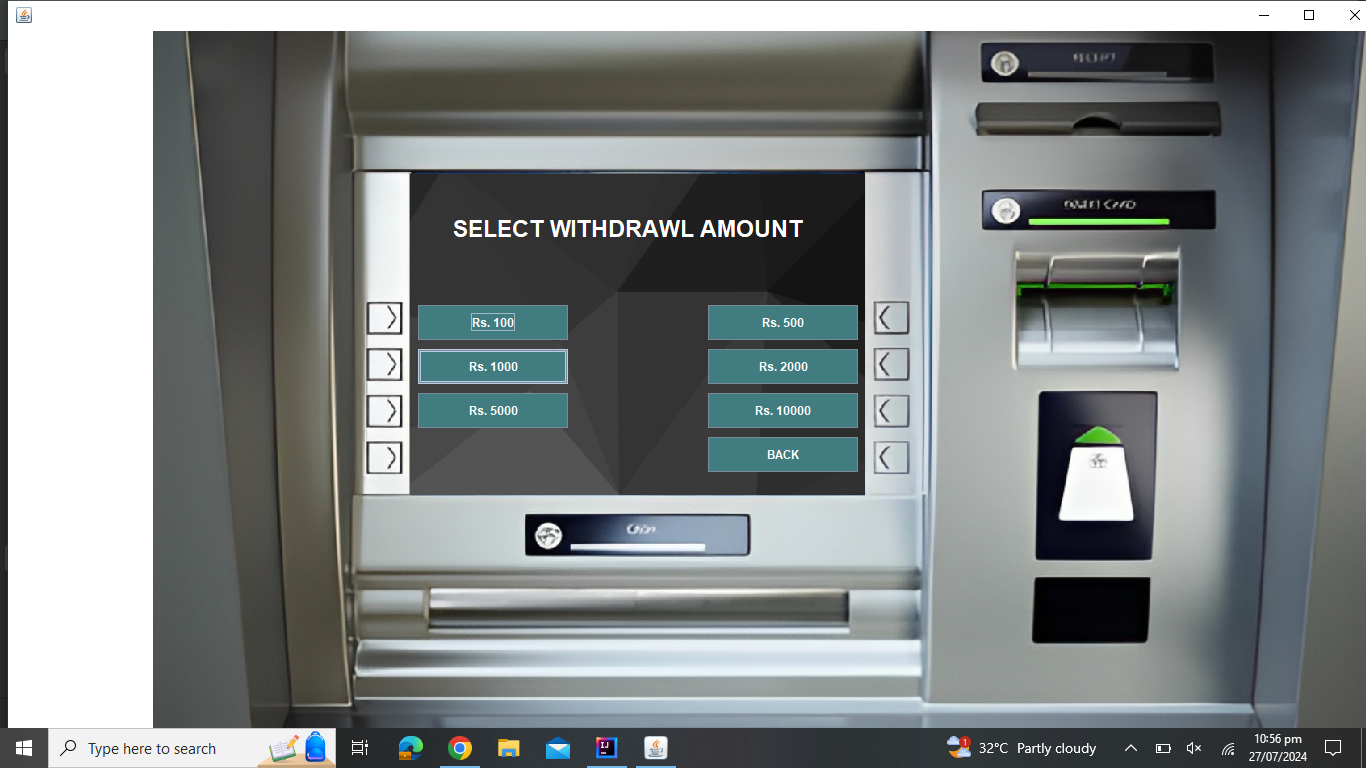 SELECT WITHDRAWL AMOUNT
Rs. 100
Rs. 500
Rs. 1000
Rs. 2000
Rs. 5000
Rs. 10000
BACK
Type here to search
1
32°C Partly cloudy
10:56 pm
27/07/2024